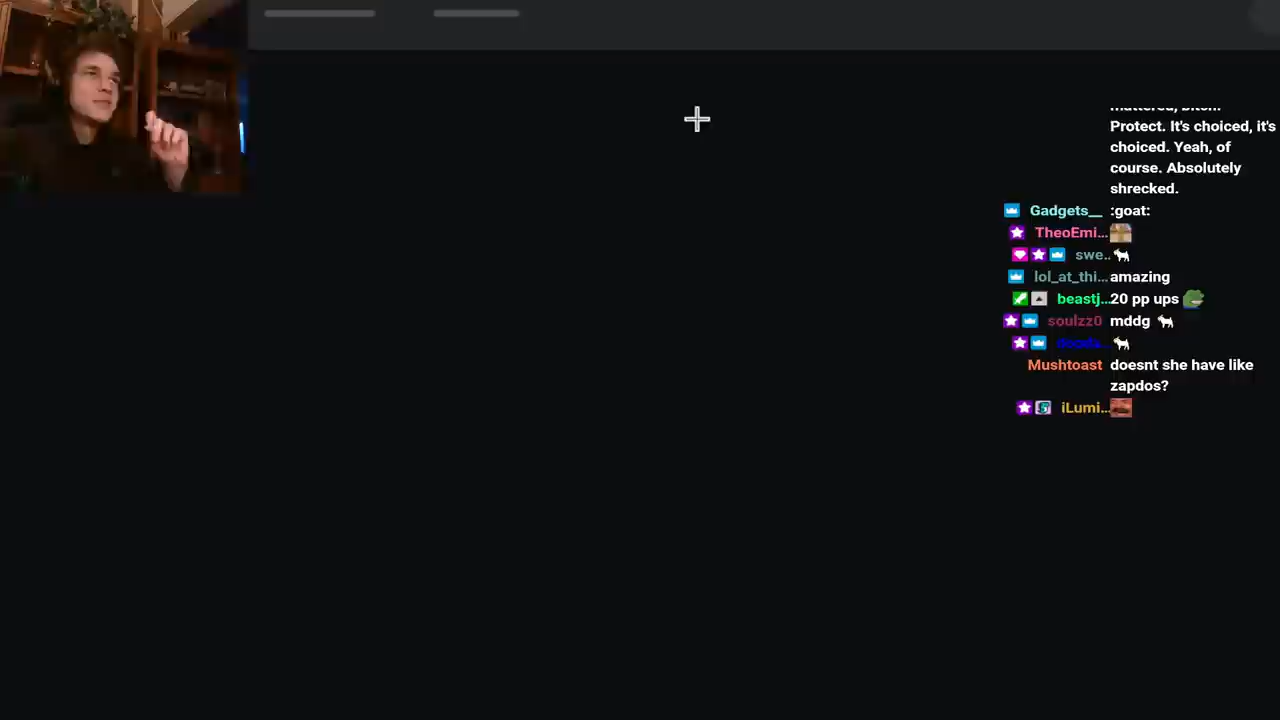 Protect. It's choiced, it's
choiced. Yeah, of
course. Absolutely
shrecked.
Gadgets__ :goat:
TheoEmi...
swe..
lol_at_thi... amazing
beastj... 20 pp ups
soulzz0 mddg
Mushtoast doesnt she have like
zapdos?
iLumi...